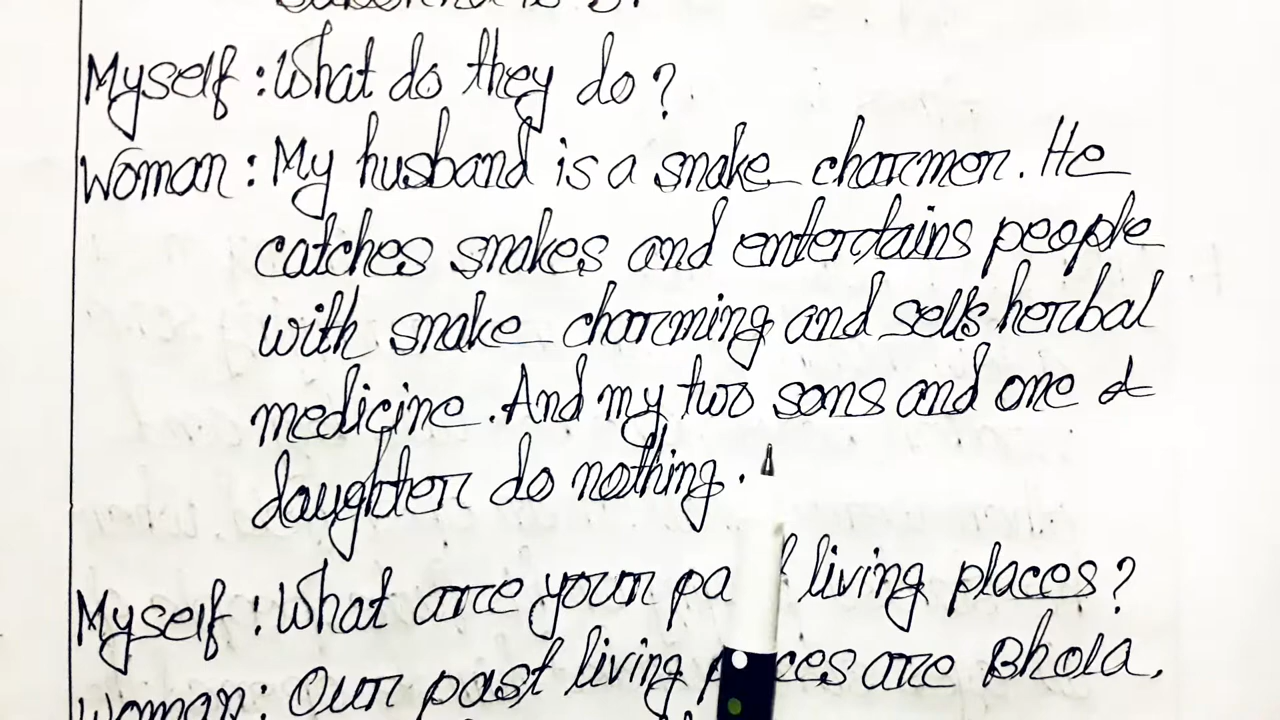 Myself : What do they do ?
Woman : My husband is a snake charmer. He
catches snakes and entertains people
with snake charming and sells herbal
medicine. And my two sons and one d
daughter do nothing.
Myself : What are your living places ?
Woman : Our past living are Bhola,